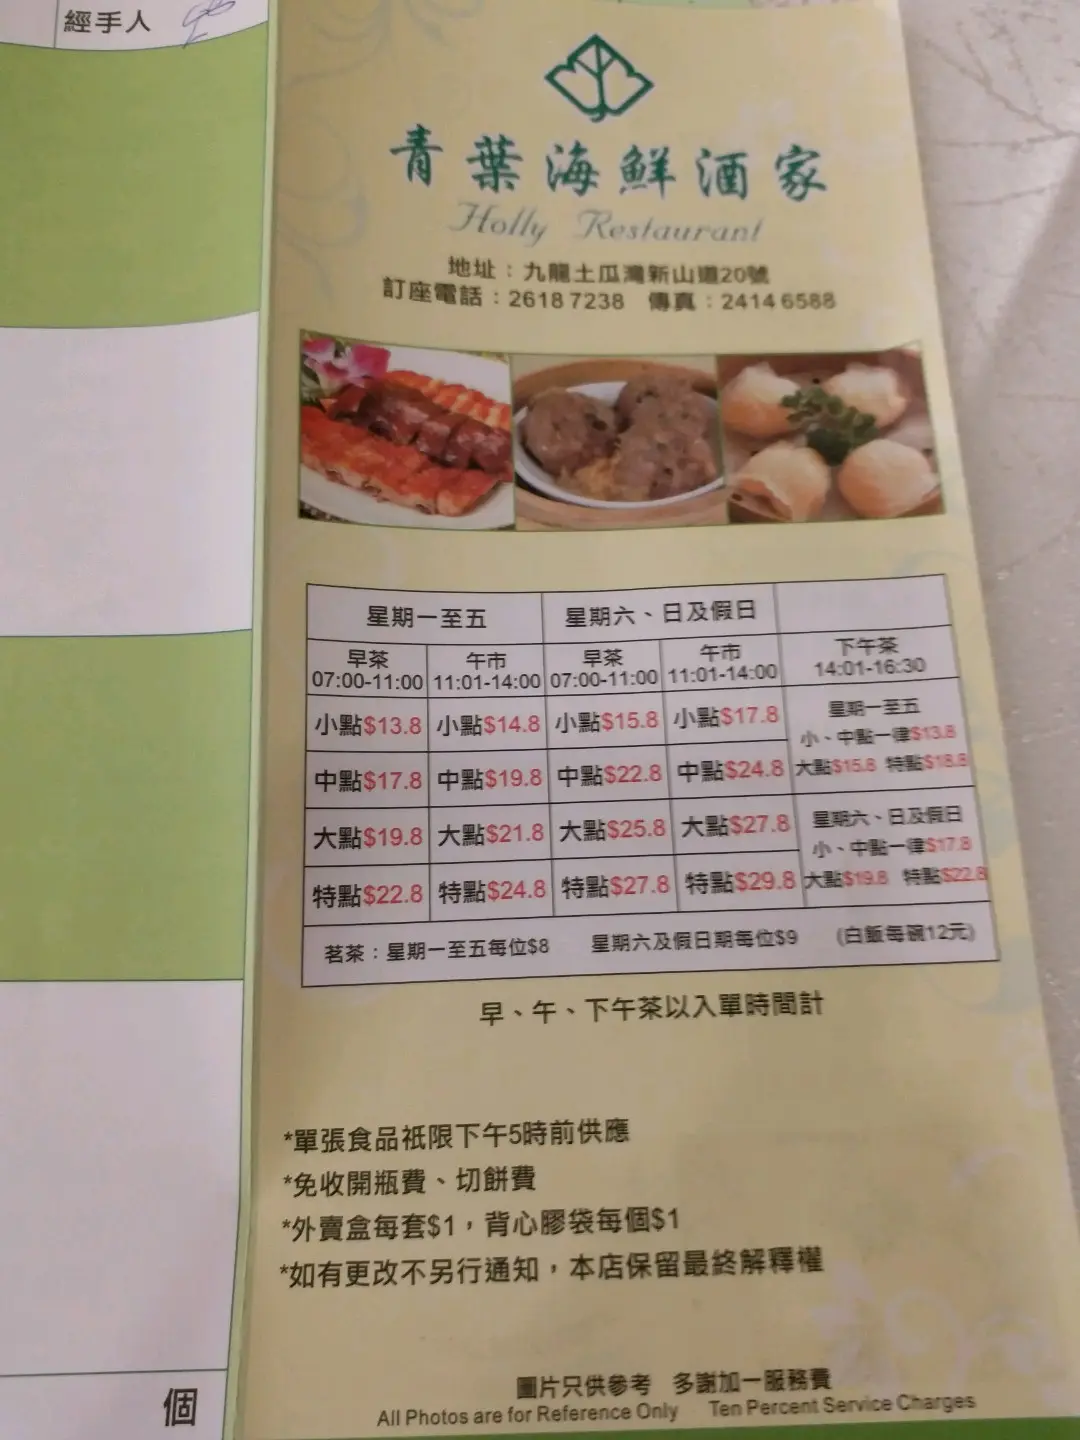 經手人
青葉海鮮酒家
Holly Restaurant
地址：九龍土瓜灣新山道20號
訂座電話：2618 7238 傳真：2414 6588
星期一至五 星期六、日及假日
早茶 午市 早茶 午市 下午茶
07:00-11:00 11:01-14:00 07:00-11:00 11:01-14:00 14:01-16:30
小點$13.8 小點$14.8 小點$15.8 小點$17.8
中點$17.8 中點$19.8 中點$22.8 中點$24.8
大點$19.8 大點$21.8 大點$25.8 大點$27.8
特點$22.8 特點$24.8 特點$27.8 特點$29.8
星期一至五
小、中點一律$13.8
大點$15.8 特點$18.8
星期六、日及假日
小、中點一律$17.8
大點$19.8 特點$22.8
茗茶：星期一至五每位$8 星期六及假日期每位$9 (白飯每碗12元)
早、午、下午茶以入單時間計
*單張食品祇限下午5時前供應
*免收開瓶費、切餅費
*外賣盒每套$1，背心膠袋每個$1
*如有更改不另行通知，本店保留最終解釋權
圖片只供參考 多謝加一服務費
All Photos are for Reference Only Ten Percent Service Charges
個